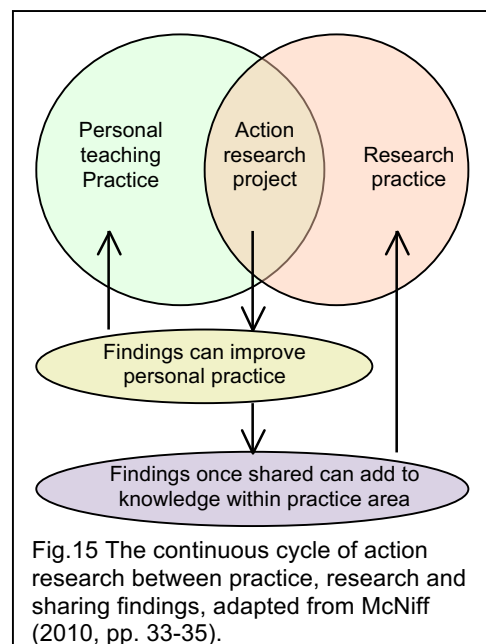 Personal
teaching
Practice
Action
research
project
Research
practice
Findings can improve
personal practice
Findings once shared can add to
knowledge within practice area
Fig.15 The continuous cycle of action
research between practice, research and
sharing findings, adapted from McNiff
(2010, pp. 33-35).